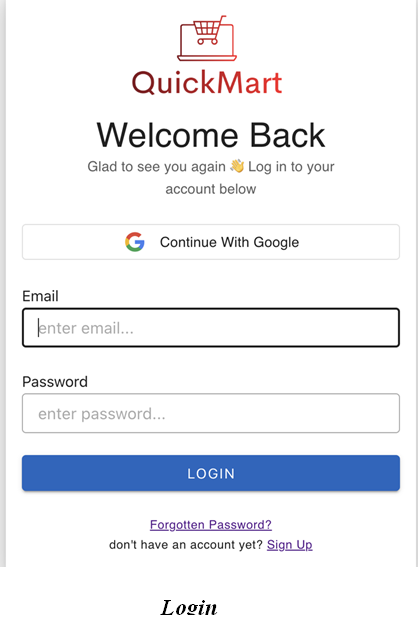 QuickMart
Welcome Back
Glad to see you again 👋 Log in to your
account below
Continue With Google
Email
enter email...
Password
enter password...
LOGIN
Forgotten Password?
don't have an account yet? Sign Up
Login